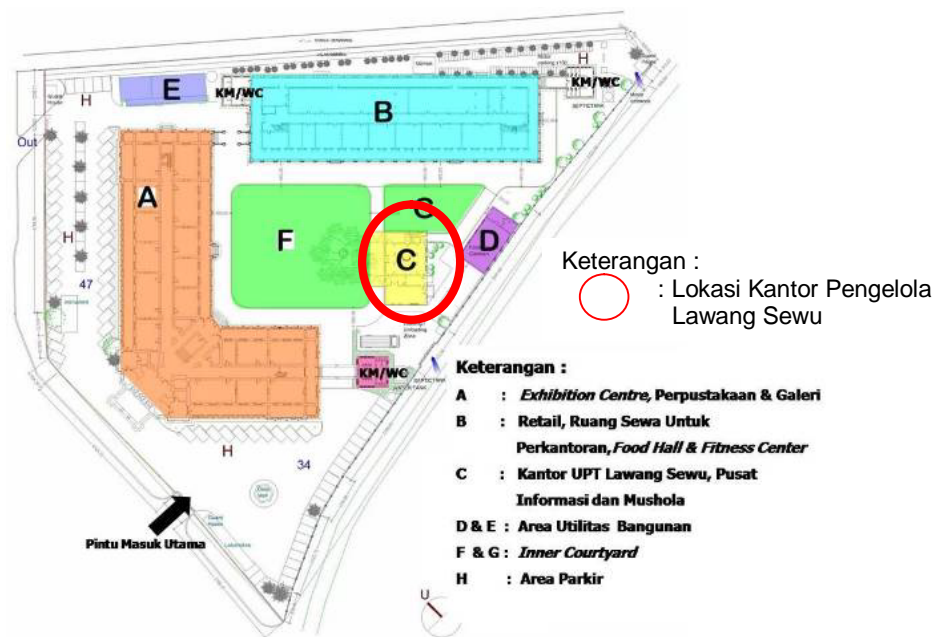 E
KM/WC
H
KM/WC
H
B
Out
A
G
F
D
C
H
47
KM/WC
H
34
Pintu Masuk Utama
U
Keterangan :
: Lokasi Kantor Pengelola
Lawang Sewu
Keterangan :
A : Exhibition Centre, Perpustakaan & Galeri
B : Retail, Ruang Sewa Untuk
Perkantoran, Food Hall & Fitness Center
C : Kantor UPT Lawang Sewu, Pusat
Informasi dan Mushola
D & E : Area Utilitas Bangunan
F & G : Inner Courtyard
H : Area Parkir